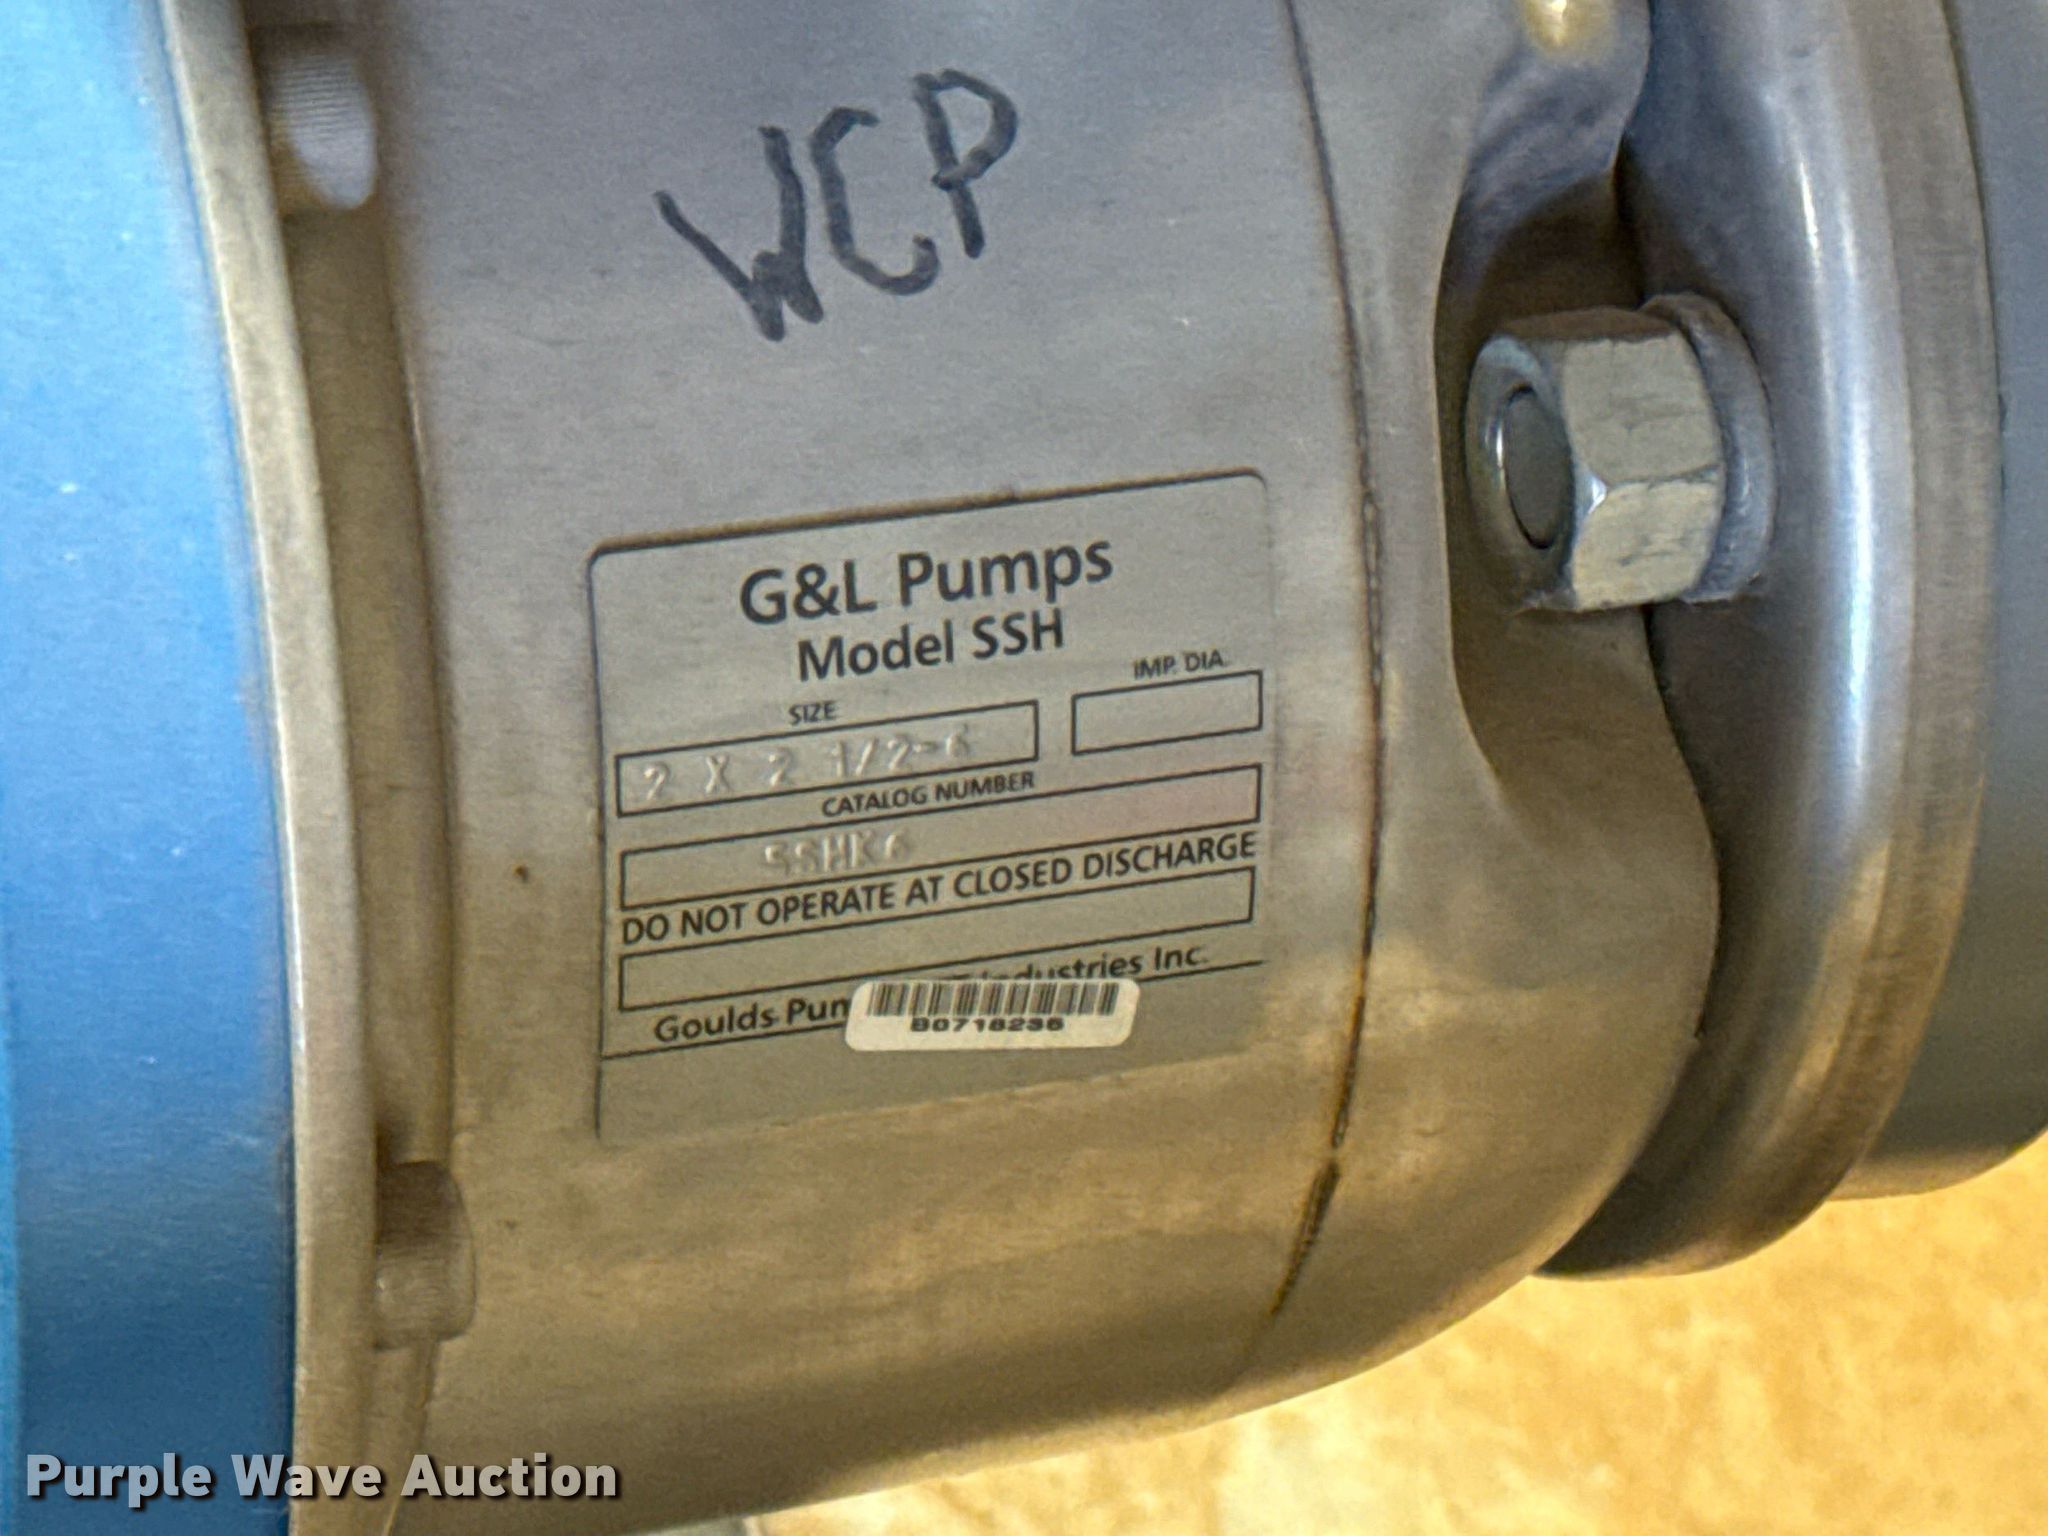 WCP
G&L Pumps
Model SSH
SIZE IMP. DIA.
2 X 2 1/2-6
CATALOG NUMBER
SSHK6
DO NOT OPERATE AT CLOSED DISCHARGE
Goulds Industries Inc.
B0718236
Purple Wave Auction